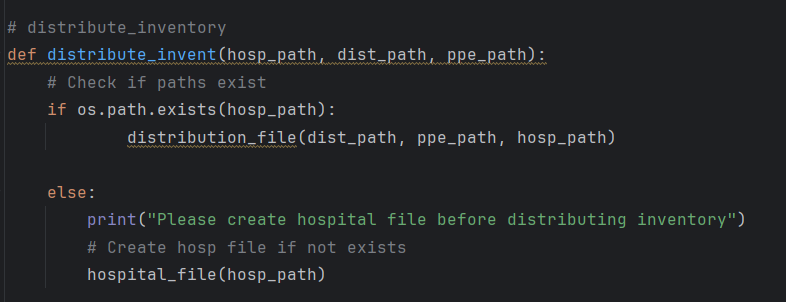 # distribute_inventory
def distribute_invent(hosp_path, dist_path, ppe_path):
    # Check if paths exist
    if os.path.exists(hosp_path):
            distribution_file(dist_path, ppe_path, hosp_path)

    else:
        print("Please create hospital file before distributing inventory")
        # Create hosp file if not exists
        hospital_file(hosp_path)